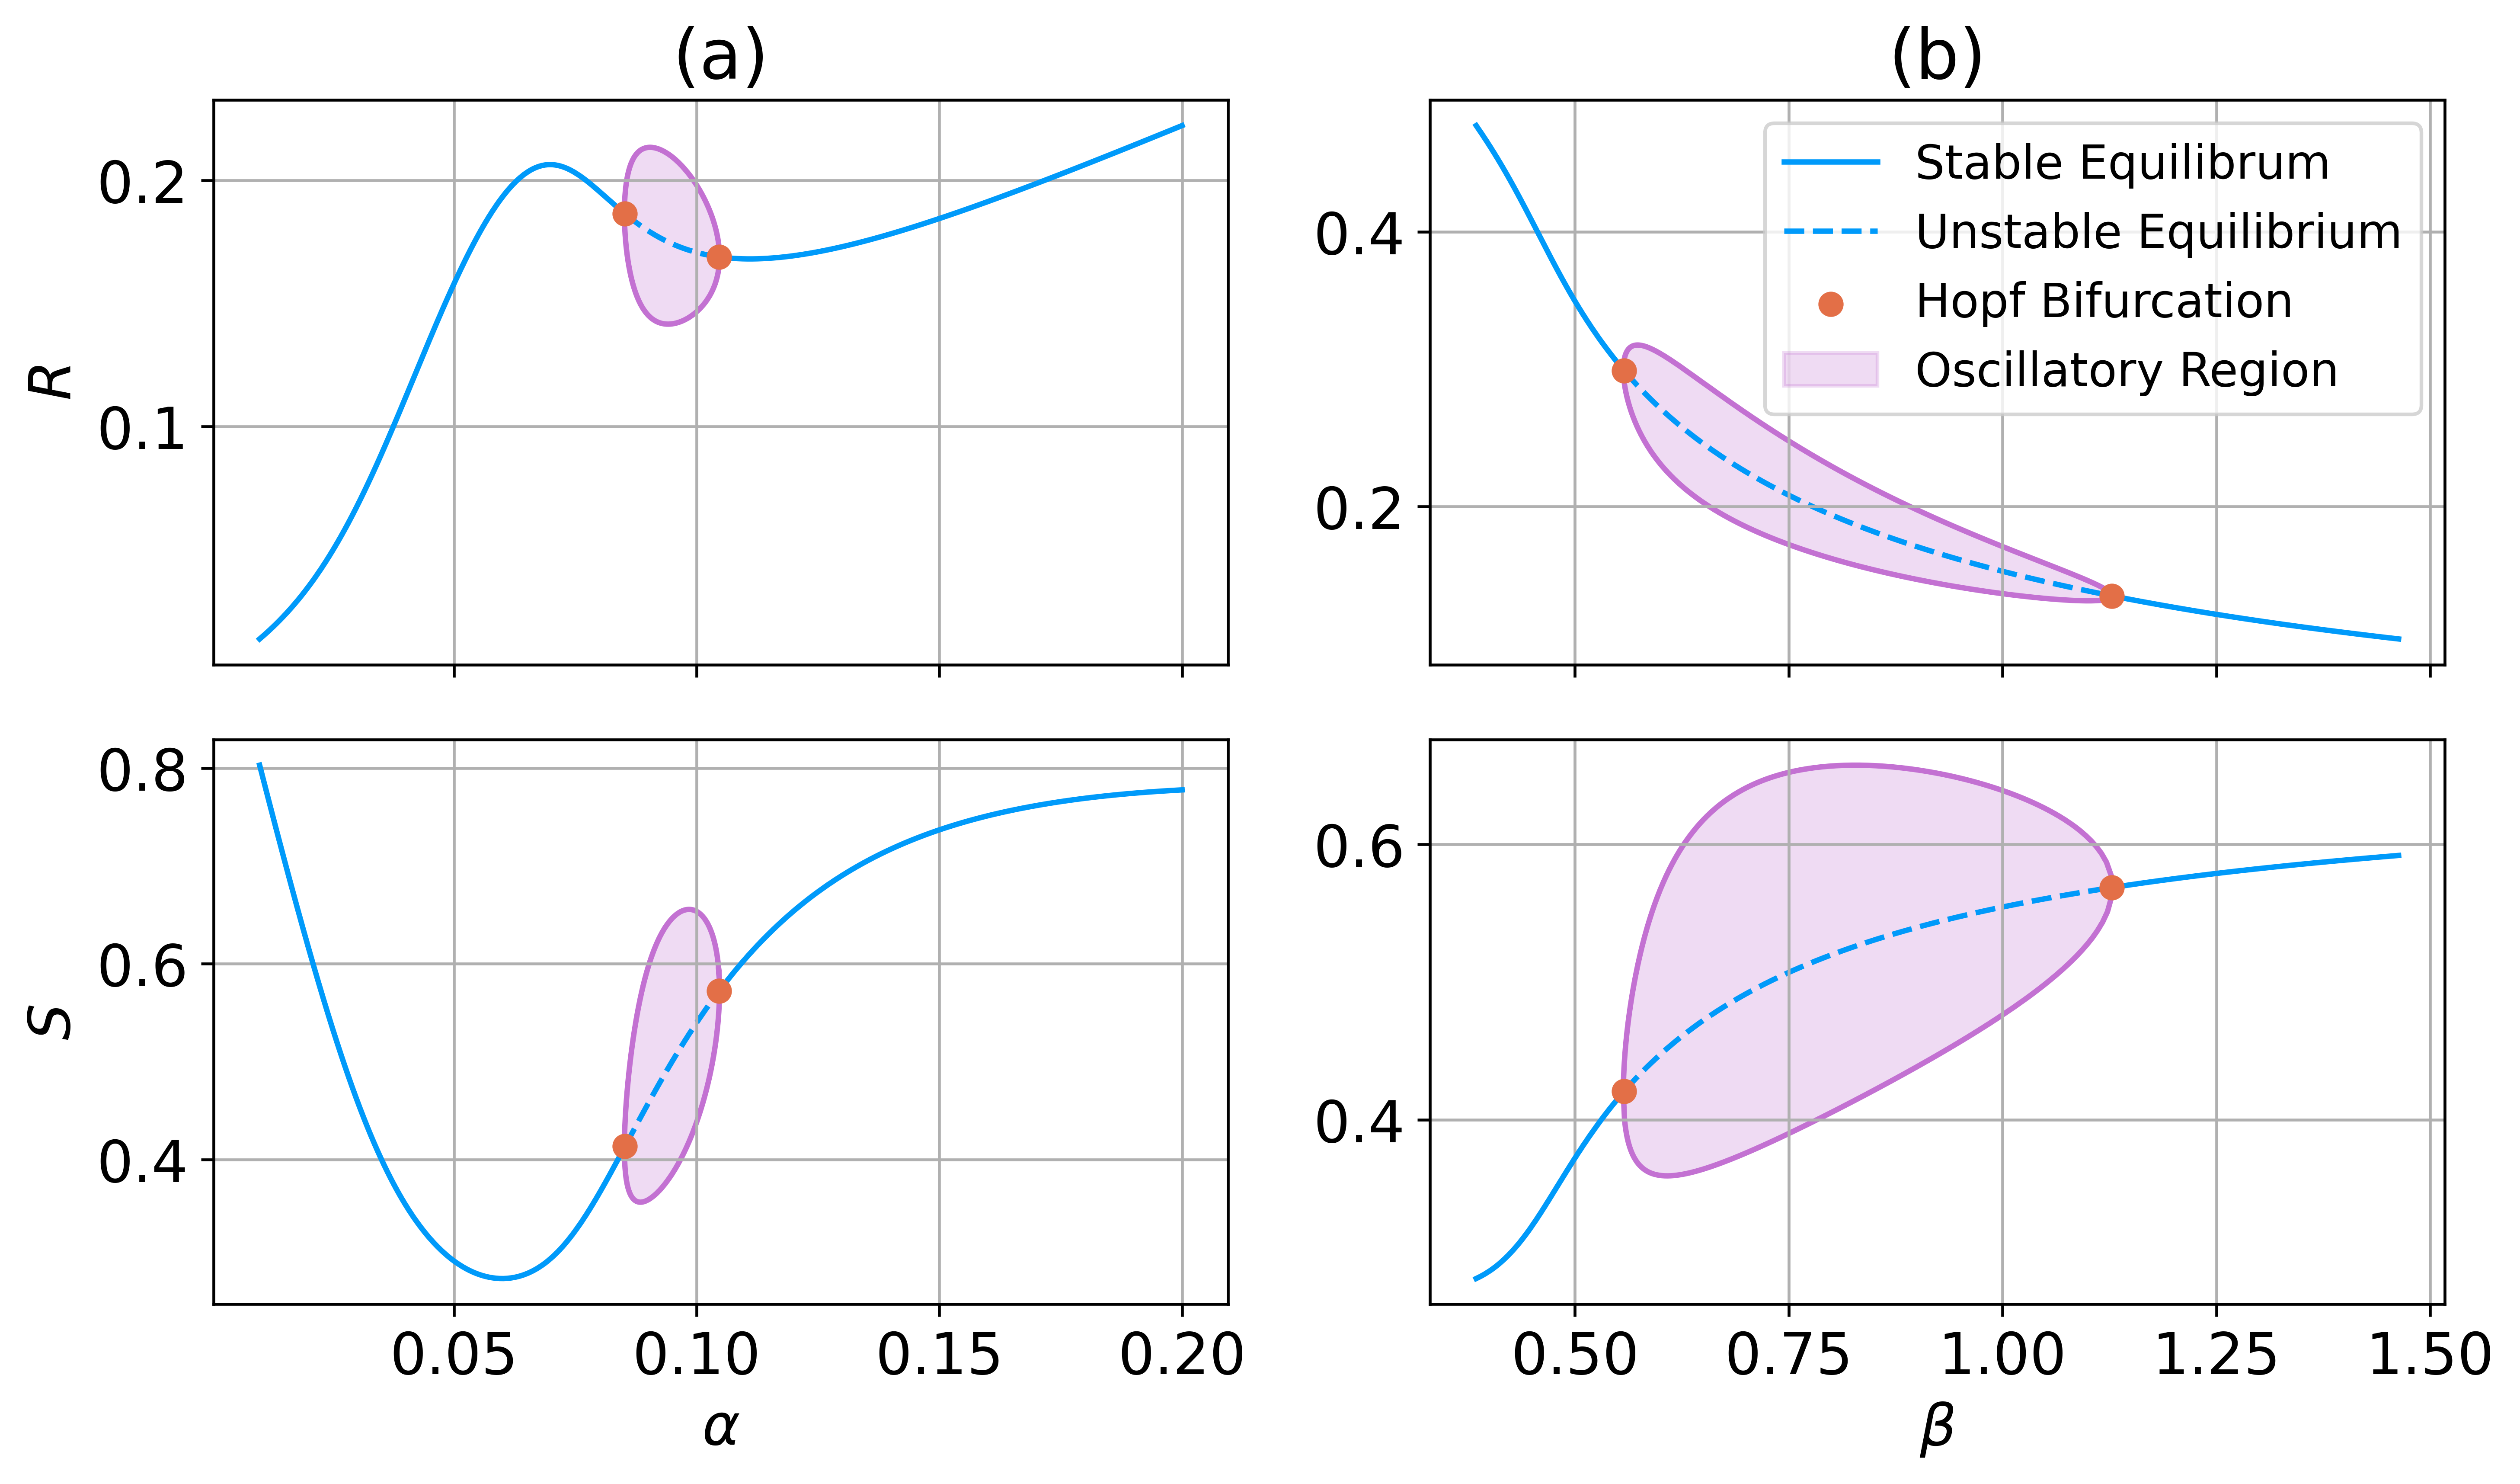 (a)
(b)
R
0.2
0.1
0.4
0.2
Stable Equilibrum
Unstable Equilibrium
Hopf Bifurcation
Oscillatory Region
S
0.8
0.6
0.4
0.6
0.4
0.05 0.10 0.15 0.20
α
0.50 0.75 1.00 1.25 1.50
β